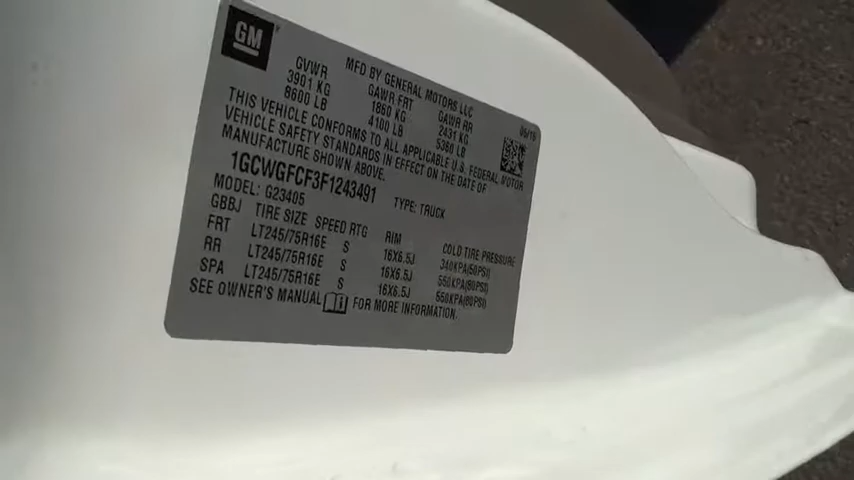 GM
MFD BY GENERAL MOTORS LLC
06/19
GVWR GAWR FRT GAWR RR
3901 KG 1860 KG 2431 KG
8600 LB 4100 LB 5360 LB
THIS VEHICLE CONFORMS TO ALL APPLICABLE U.S. FEDERAL MOTOR
VEHICLE SAFETY STANDARDS IN EFFECT ON THE DATE OF
MANUFACTURE SHOWN ABOVE.
1GCWGFCF3F1243491 TYPE: TRUCK
MODEL: G23405
GBBJ TIRE SIZE SPEED RTG RIM COLD TIRE PRESSURE
FRT LT245/75R16E S 16X6.5J 340KPA(50PSI)
RR LT245/75R16E S 16X6.5J 550KPA(80PSI)
SPA LT245/75R16E S 16X6.5J 550KPA(80PSI)
SEE OWNER'S MANUAL FOR MORE INFORMATION.